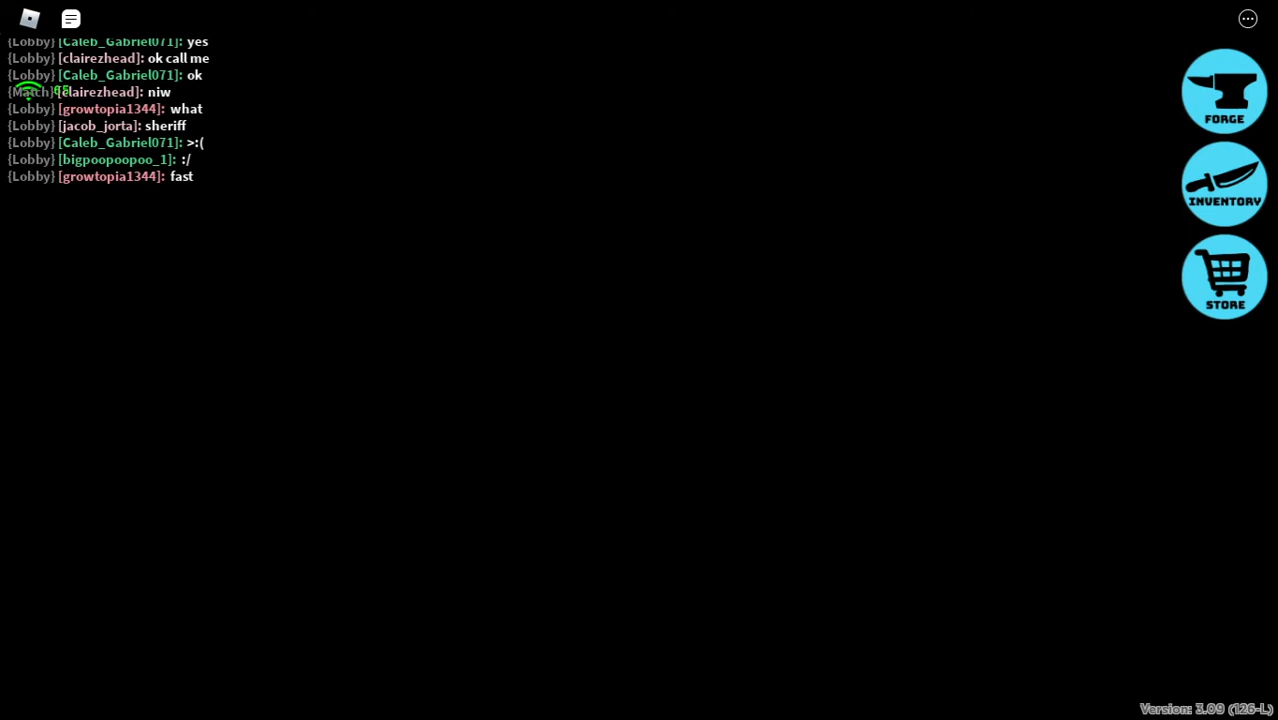 {Lobby} [Caleb_Gabriel071]: yes
{Lobby} [clairezhead]: ok call me
{Lobby} [Caleb_Gabriel071]: ok
{Match} [clairezhead]: niw
{Lobby} [growtopia1344]: what
{Lobby} [jacob_jorta]: sheriff
{Lobby} [Caleb_Gabriel071]: >:(
{Lobby} [bigpoopoopoo_1]: :/
{Lobby} [growtopia1344]: fast
FORGE
INVENTORY
STORE
Version: 3.09 (126-L)